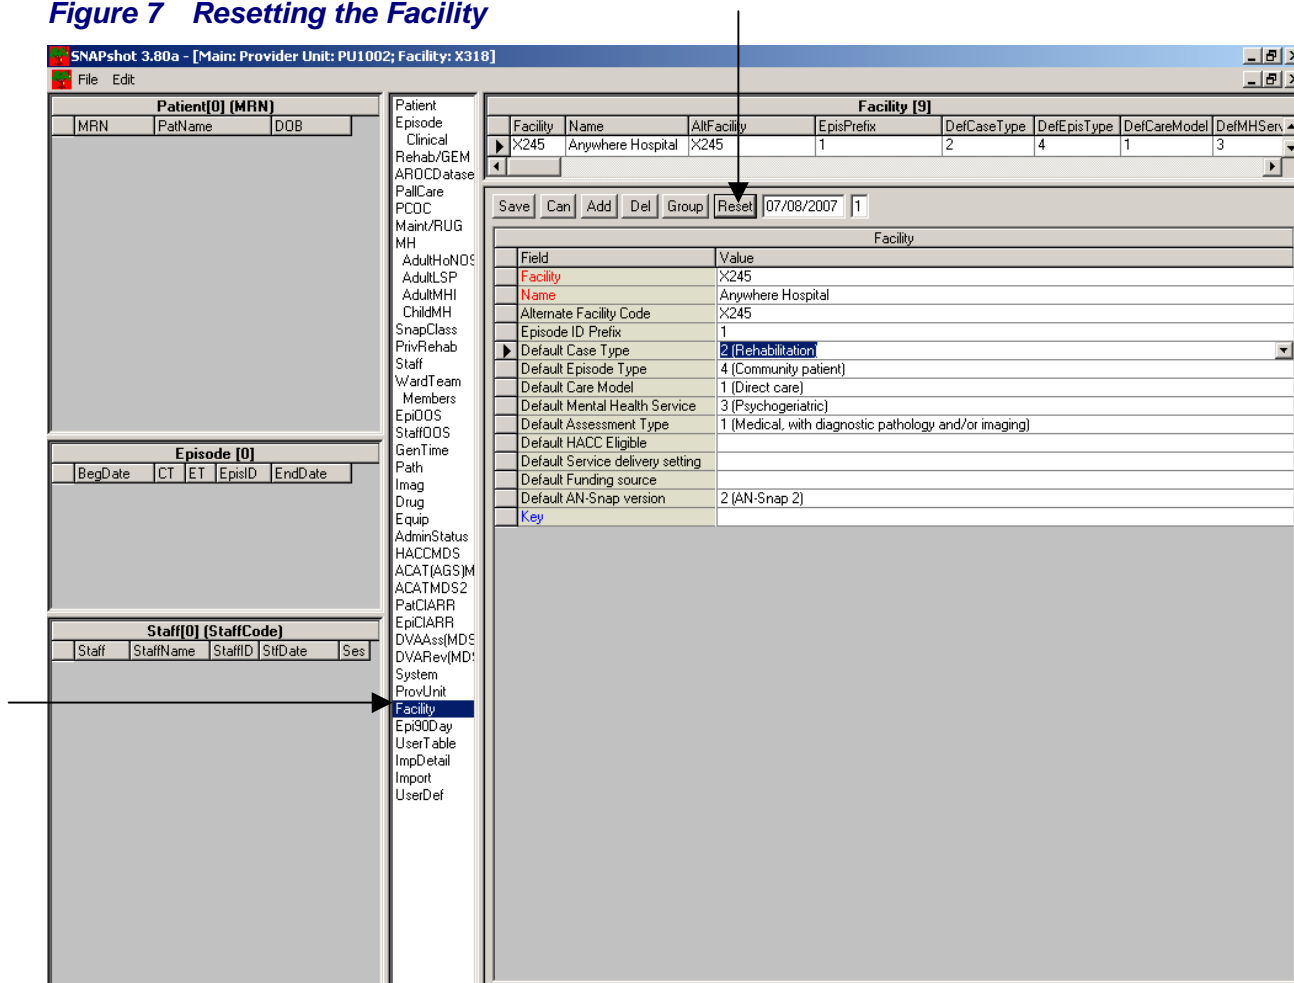 Figure 7 Resetting the Facility
SNAPshot 3.80a - [Main: Provider Unit: PU1002; Facility: X318]
File Edit
Patient[0] (MRN)
MRN PatName DOB
Episode [0]
BegDate CT ET EpisID EndDate
Staff[0] (StaffCode)
Staff StaffName StaffID StfDate Ses
Patient
Episode
Clinical
Rehab/GEM
AROCDatase
PallCare
PCOC
Maint/RUG
MH
AdultHoNOS
AdultLSP
AdultMHI
ChildMH
SnapClass
PrivRehab
Staff
WardTeam
Members
EpiOOS
StaffOOS
GenTime
Path
Imag
Drug
Equip
AdminStatus
HACCMDS
ACAT(AGS)M
ACATMDS2
PatCIARR
EpiCIARR
DVAAss(MDS
DVARev(MDS
System
ProvUnit
Facility
Epi90Day
UserTable
ImpDetail
Import
UserDef
Facility [9]
Facility Name AltFacility EpisPrefix DefCaseType DefEpisType DefCareModel DefMHServ
X245 Anywhere Hospital X245 1 2 4 1 3
Save Can Add Del Group Reset 07/08/2007 1
Facility
Field Value
Facility X245
Name Anywhere Hospital
Alternate Facility Code X245
Episode ID Prefix 1
Default Case Type 2 (Rehabilitation)
Default Episode Type 4 (Community patient)
Default Care Model 1 (Direct care)
Default Mental Health Service 3 (Psychogeriatric)
Default Assessment Type 1 (Medical, with diagnostic pathology and/or imaging)
Default HACC Eligible
Default Service delivery setting
Default Funding source
Default AN-Snap version 2 (AN-Snap 2)
Key